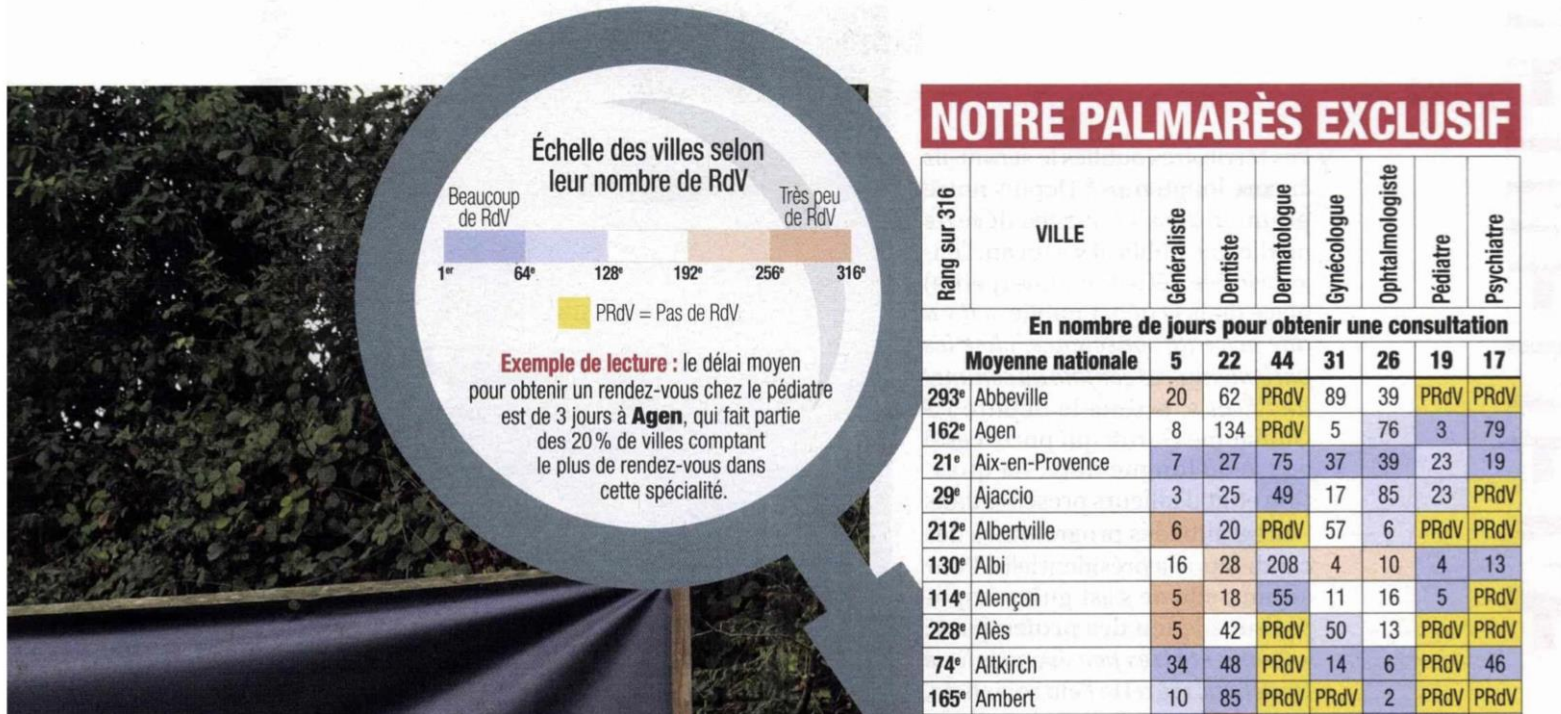 Échelle des villes selon
leur nombre de RdV
Beaucoup
de RdV
Très peu
de RdV
1er 64e 128e 192e 256e 316e
PRdV = Pas de RdV
Exemple de lecture : le délai moyen
pour obtenir un rendez-vous chez le pédiatre
est de 3 jours à Agen, qui fait partie
des 20 % de villes comptant
le plus de rendez-vous dans
cette spécialité.
NOTRE PALMARÈS EXCLUSIF
Rang sur 316 VILLE Généraliste Dentiste Dermatologue Gynécologue Ophtalmologiste Pédiatre Psychiatre
En nombre de jours pour obtenir une consultation
Moyenne nationale 5 22 44 31 26 19 17
293e Abbeville 20 62 PRdV 89 39 PRdV PRdV
162e Agen 8 134 PRdV 5 76 3 79
21e Aix-en-Provence 7 27 75 37 39 23 19
29e Ajaccio 3 25 49 17 85 23 PRdV
212e Albertville 6 20 PRdV 57 6 PRdV PRdV
130e Albi 16 28 208 4 10 4 13
114e Alençon 5 18 55 11 16 5 PRdV
228e Alès 5 42 PRdV 50 13 PRdV PRdV
74e Altkirch 34 48 PRdV 14 6 PRdV 46
165e Ambert 10 85 PRdV PRdV 2 PRdV PRdV